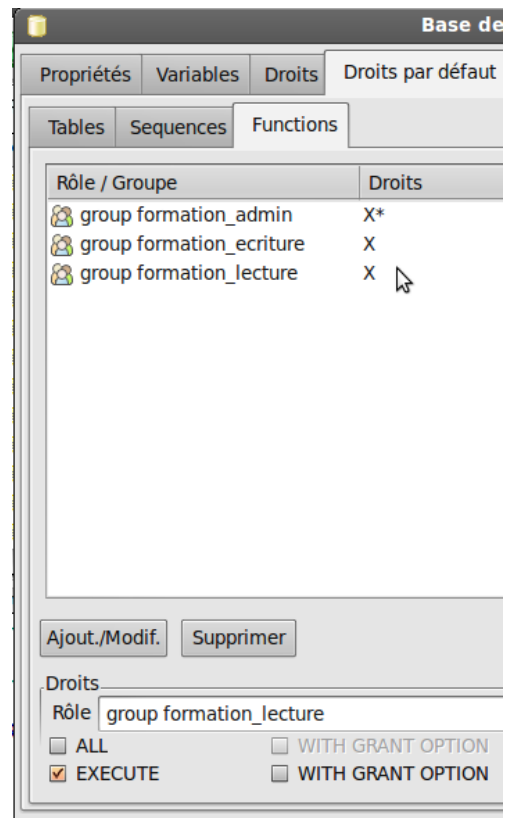 Base de
Propriétés Variables Droits Droits par défaut
Tables Sequences Functions
Rôle / Groupe Droits
group formation_admin X*
group formation_ecriture X
group formation_lecture X
Ajout./Modif. Supprimer
Droits
Rôle group formation_lecture
ALL WITH GRANT OPTION
EXECUTE WITH GRANT OPTION